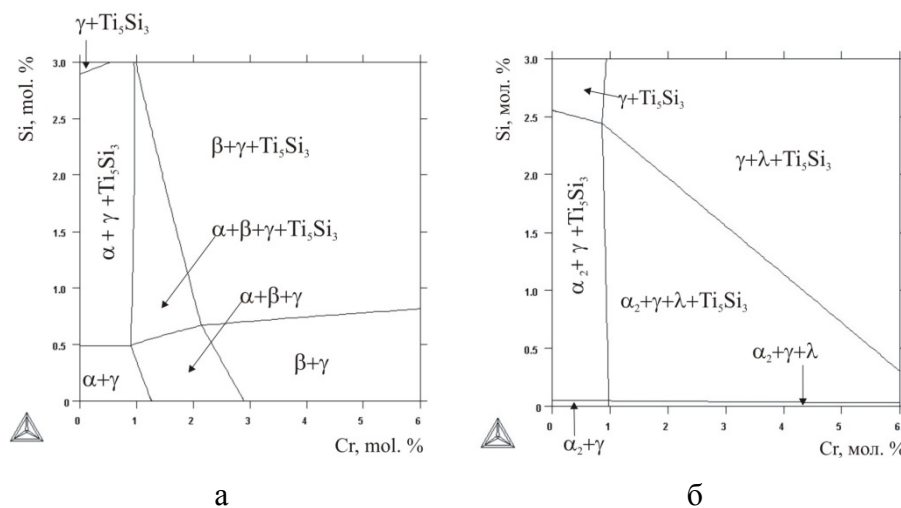 γ+Ti₅Si₃
Si, mol. %
3.0
2.5
2.0
1.5
1.0
0.5
0
α + γ +Ti₅Si₃
β+γ+Ti₅Si₃
α+β+γ+Ti₅Si₃
α+β+γ
α+γ
β+γ
0 1 2 3 4 5 6
Cr, mol. %
а
Si, мол. %
3.0
2.5
2.0
1.5
1.0
0.5
0
γ+Ti₅Si₃
γ+λ+Ti₅Si₃
α₂+ γ +Ti₅Si₃
α₂+γ+λ+Ti₅Si₃
α₂+γ+λ
α₂+γ
0 1 2 3 4 5 6
Cr, мол. %
б